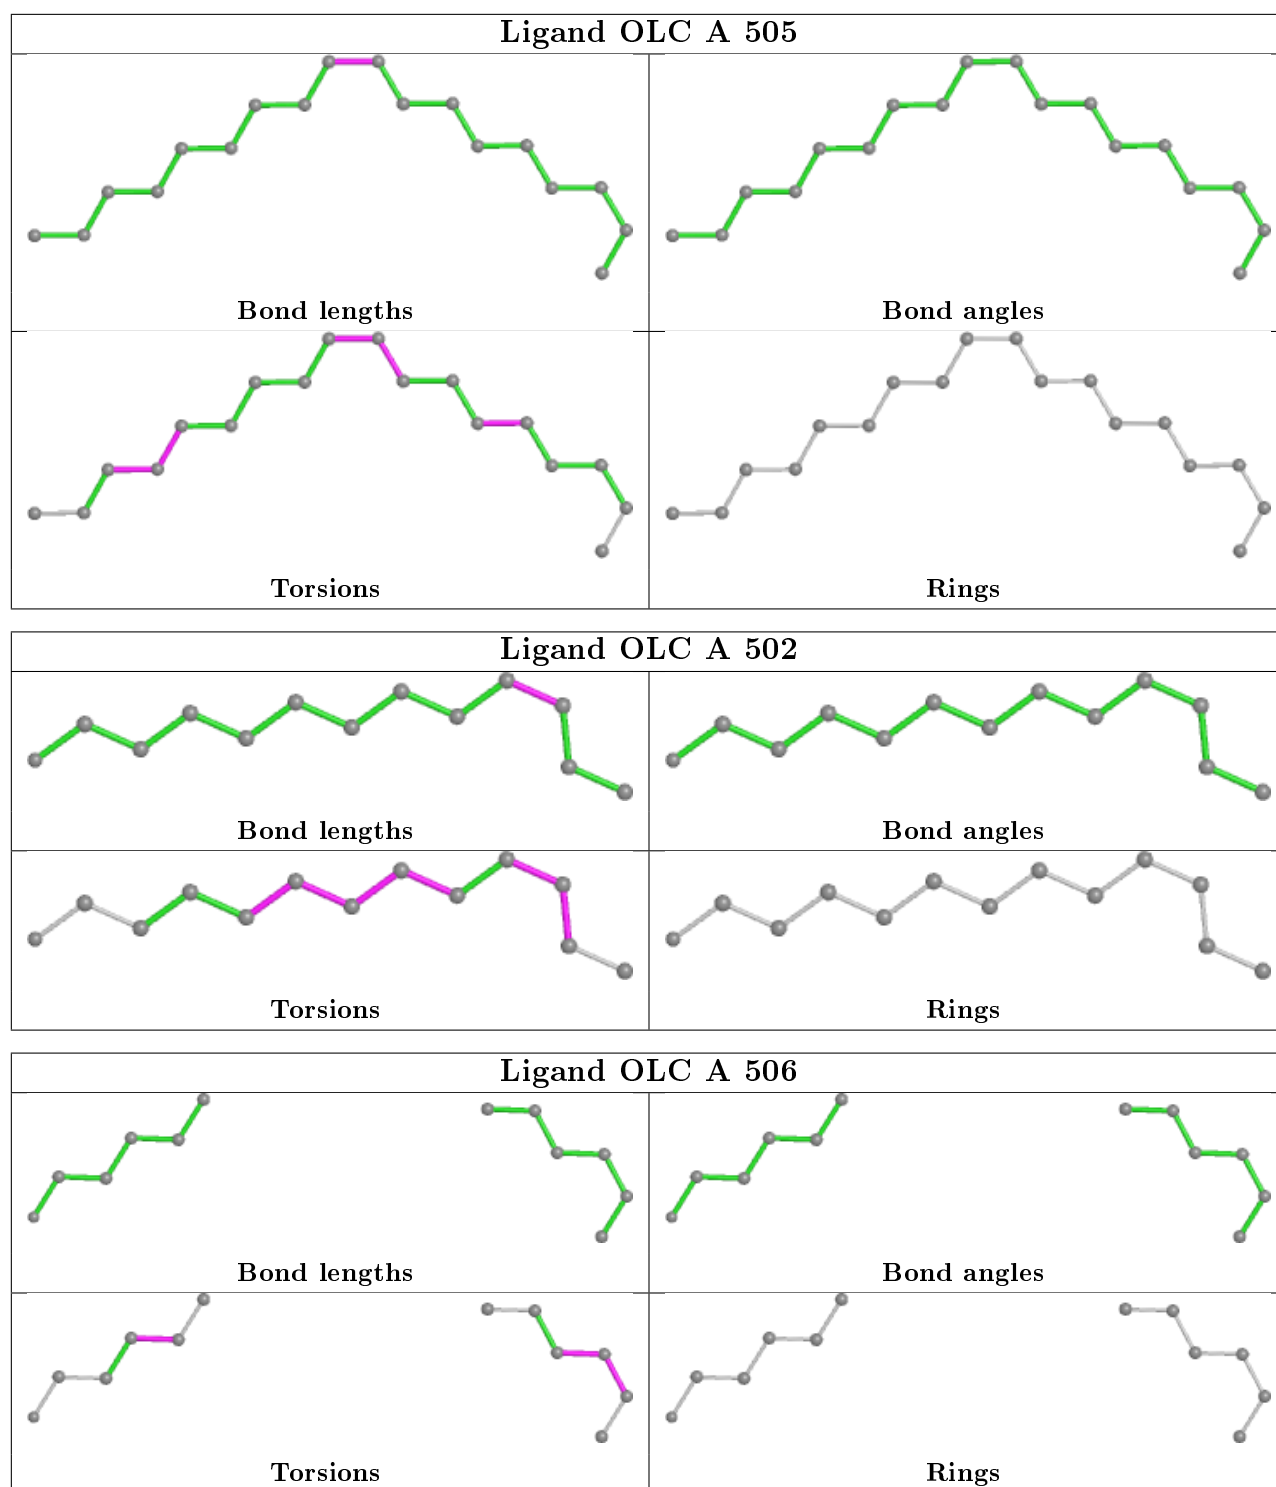 Ligand OLC A 505
Bond lengths
Bond angles
Torsions
Rings
Ligand OLC A 502
Bond lengths
Bond angles
Torsions
Rings
Ligand OLC A 506
Bond lengths
Bond angles
Torsions
Rings